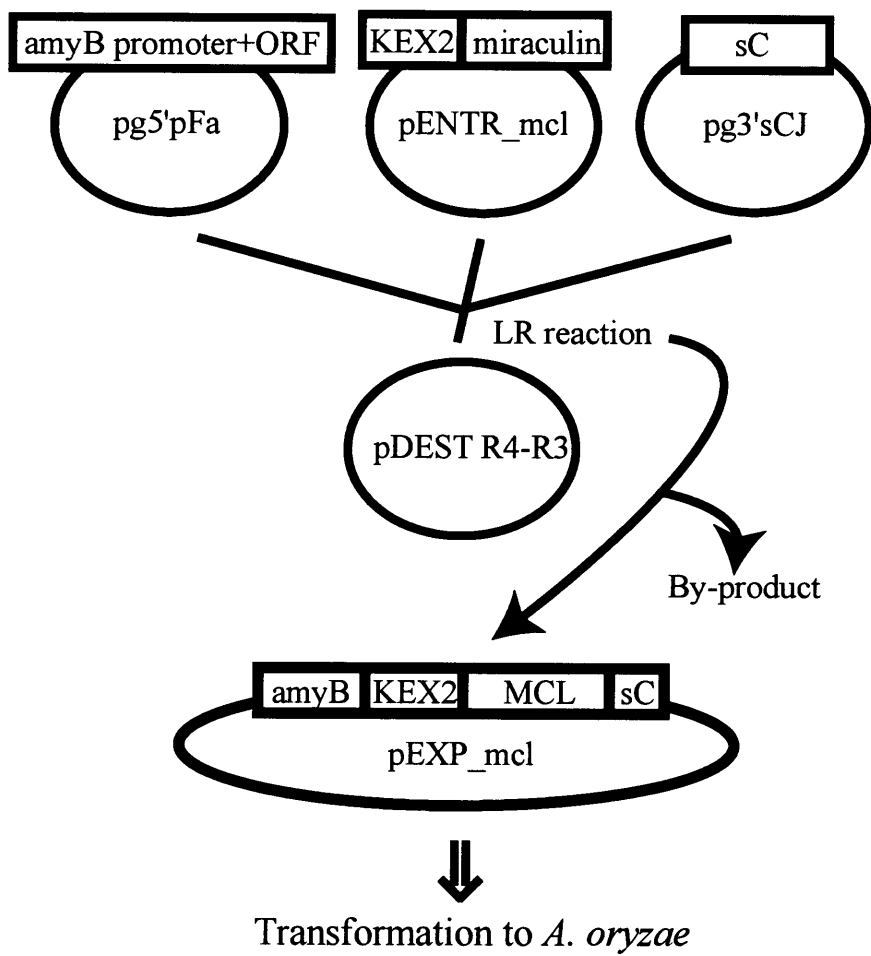 amyB promoter+ORF
KEX2 miraculin
sC
pg5'pFa
pENTR_mcl
pg3'sCJ
LR reaction
pDEST R4-R3
By-product
amyB KEX2 MCL sC
pEXP_mcl
Transformation to A. oryzae